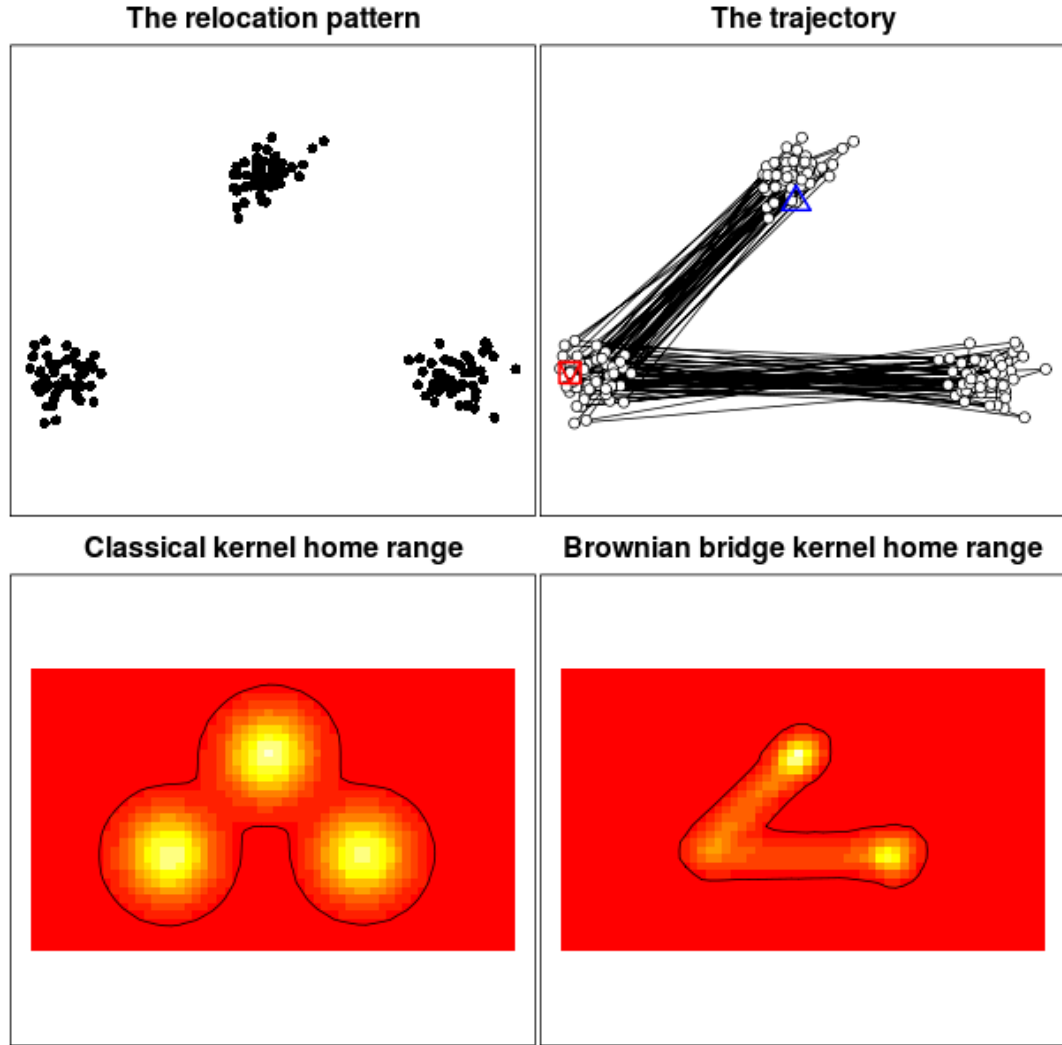 The relocation pattern
The trajectory
Classical kernel home range
Brownian bridge kernel home range